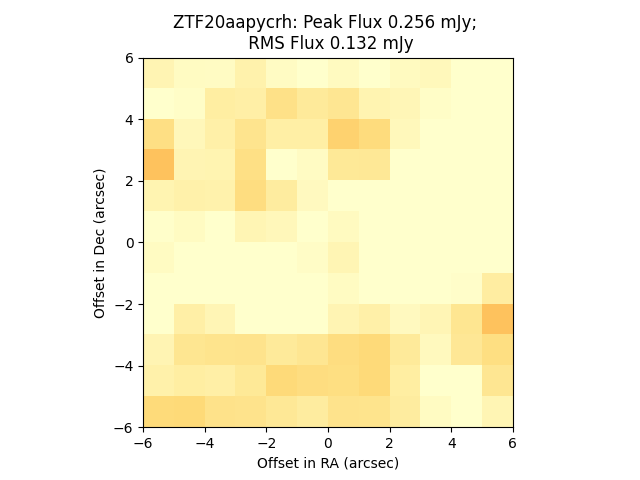 ZTF20aapycrh: Peak Flux 0.256 mJy;
RMS Flux 0.132 mJy
6
4
2
0
−2
−4
−6
Offset in Dec (arcsec)
−6 −4 −2 0 2 4 6
Offset in RA (arcsec)